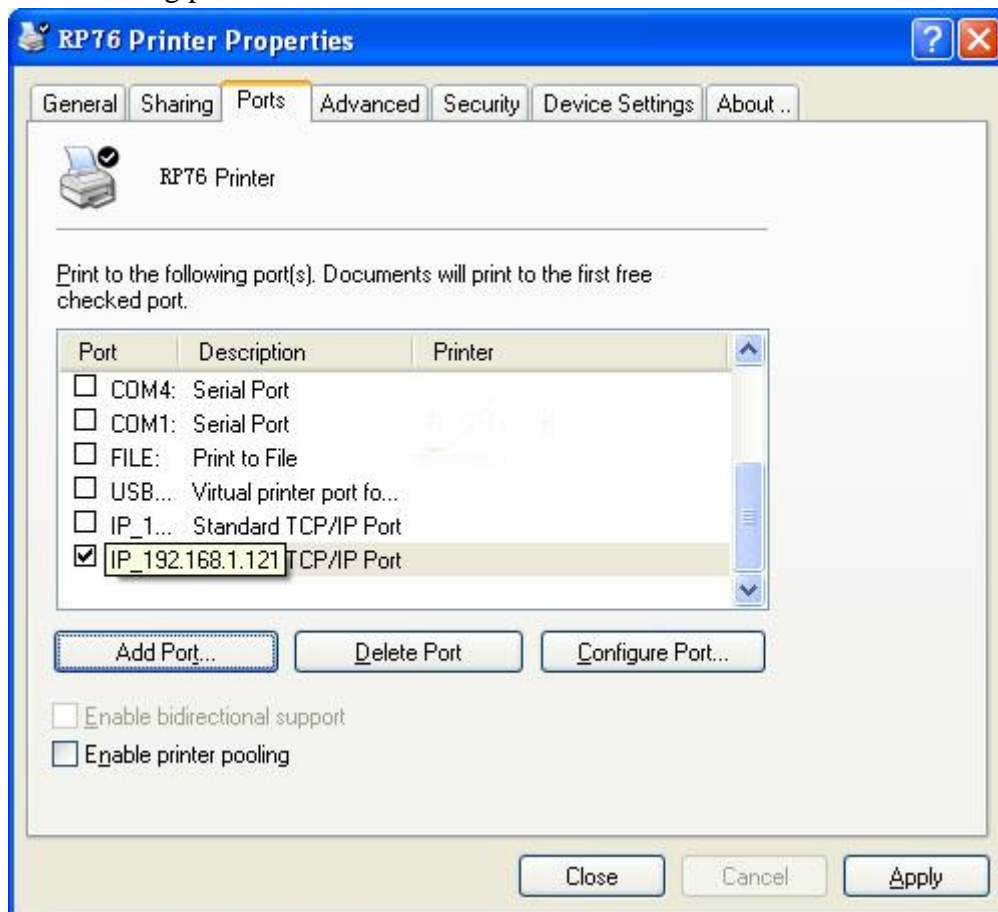 RP76 Printer Properties
General Sharing Ports Advanced Security Device Settings About ..
RP76 Printer
Print to the following port(s). Documents will print to the first free
checked port.
Port Description Printer
COM4: Serial Port
COM1: Serial Port
FILE: Print to File
USB... Virtual printer port fo...
IP_1... Standard TCP/IP Port
IP_192.168.1.121 TCP/IP Port
Add Port... Delete Port Configure Port...
Enable bidirectional support
Enable printer pooling
Close Cancel Apply